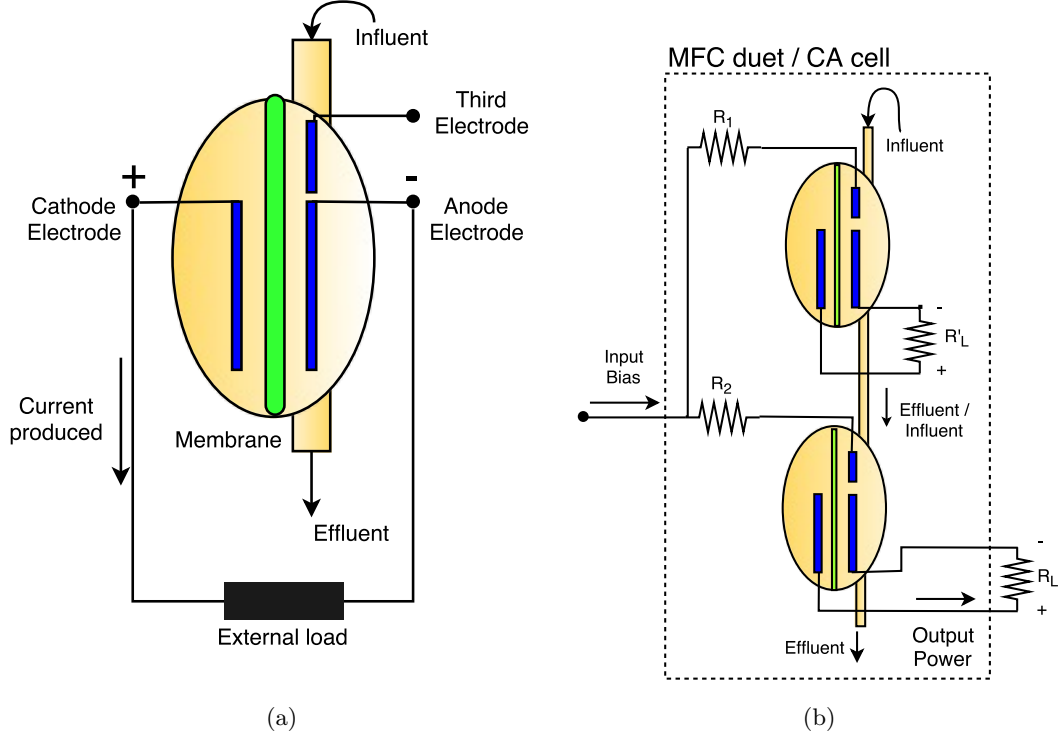 Influent
Third
Electrode
+
-
Cathode
Electrode
Anode
Electrode
Current
produced
Membrane
Effluent
External load
(a)
MFC duet / CA cell
R1
Influent
-
R'L
+
Input
Bias
R2
Effluent /
Influent
-
RL
+
Effluent
Output
Power
(b)